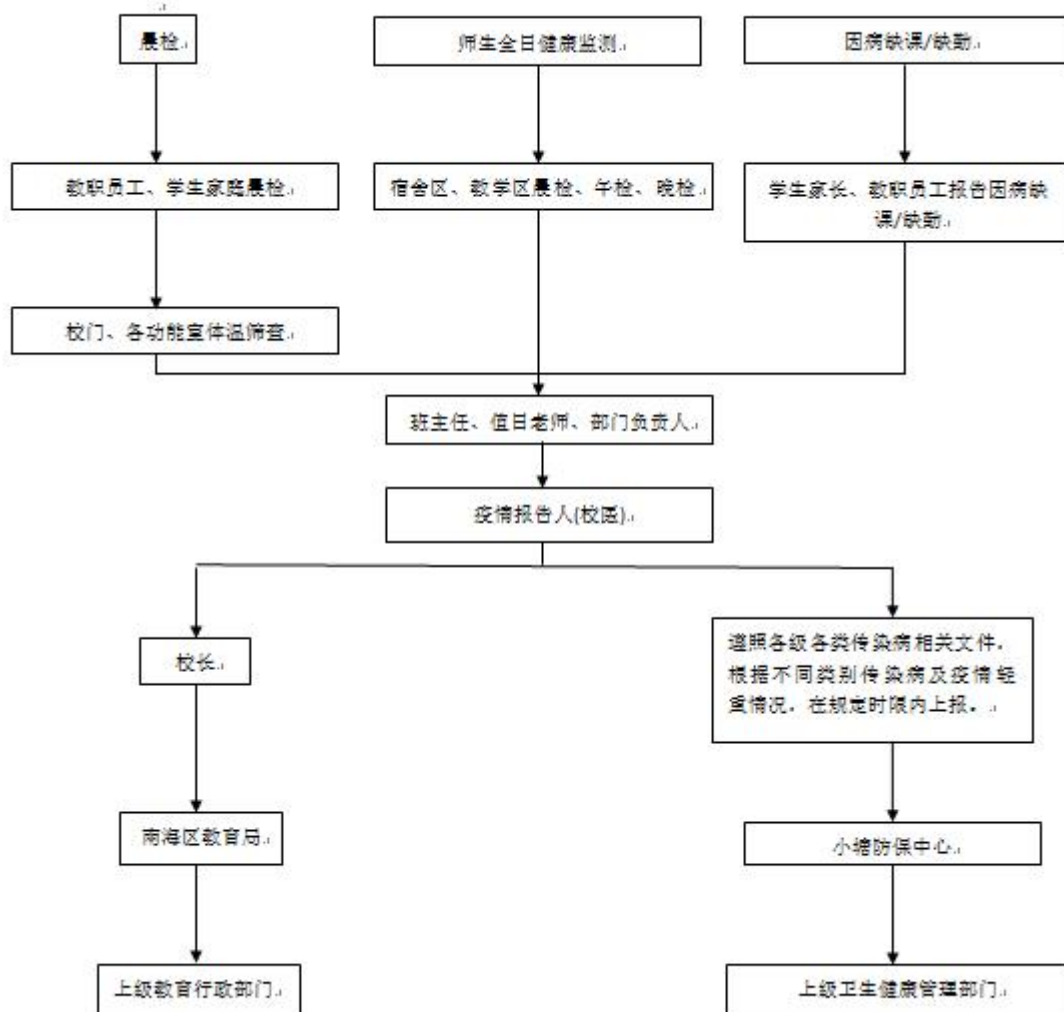 晨检
师生全日健康监测
因病缺课/缺勤
教职员工、学生家庭晨检
宿舍区、教学区晨检、午检、晚检
学生家长、教职员工报告因病缺
课/缺勤
校门、各功能室体温筛查
班主任、值日老师、部门负责人
疫情报告人(校医)
校长
遵照各级各类传染病相关文件，
根据不同类别传染病及疫情轻
重情况，在规定时限内上报。
南海区教育局
小塘防保中心
上级教育行政部门
上级卫生健康管理部门